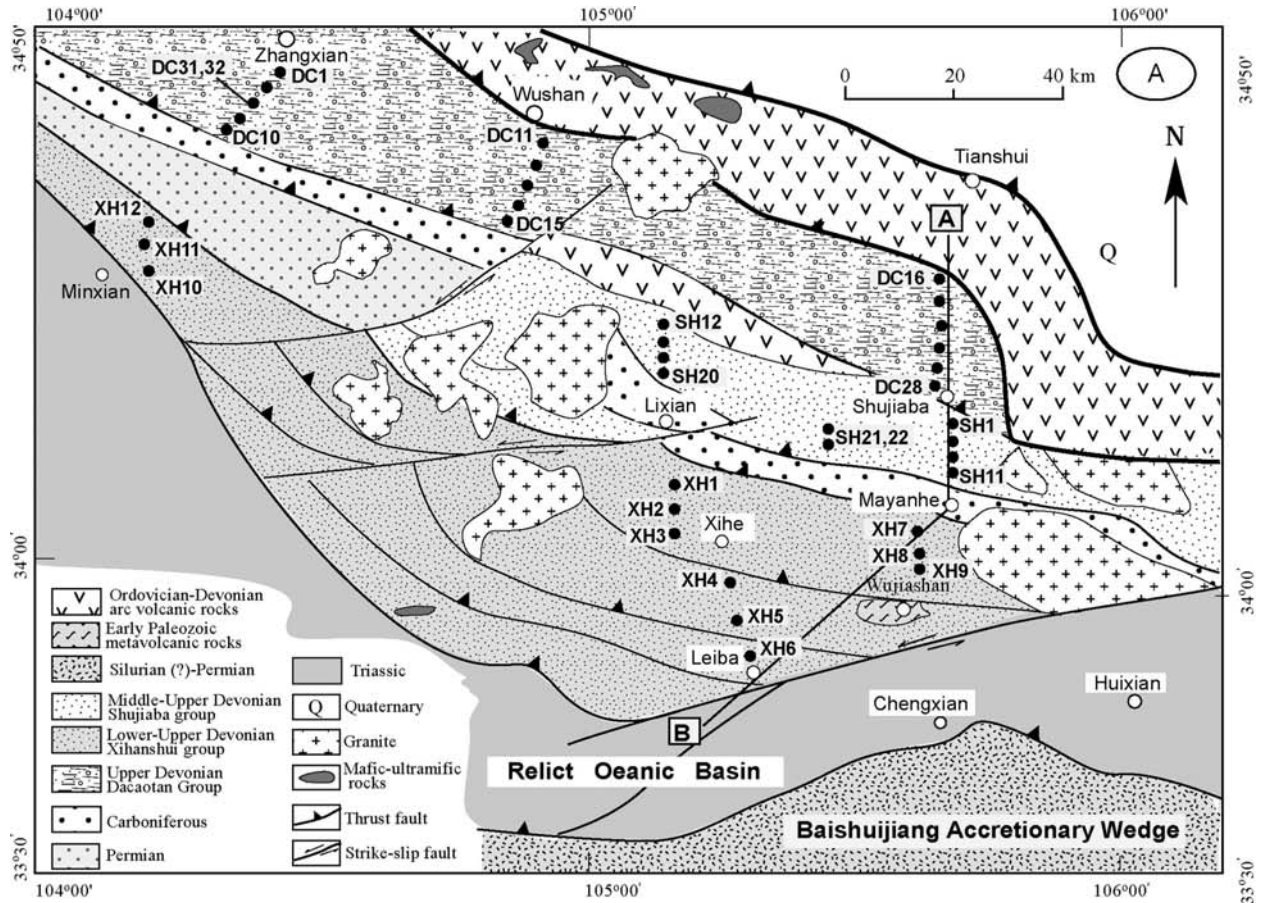 104°00'
105°00'
106°00'
34°50'
34°50'
Zhangxian
DC31,32
DC1
DC10
Wushan
DC11
DC15
0 20 40 km
A
N
Tianshui
A
Q
XH12
XH11
XH10
Minxian
DC16
SH12
SH20
DC28
Shujiaba
Lixian
SH1
SH21,22
SH11
XH1
Mayanhe
XH2
Xihe
XH7
XH3
XH8
XH9
34°00'
34°00'
XH4
Wujiashan
XH5
XH6
Leiba
Huixian
Chengxian
B
Relict Oeanic Basin
Baishuijiang Accretionary Wedge
Ordovician-Devonian
arc volcanic rocks
Early Paleozoic
metavolcanic rocks
Silurian (?)-Permian
Middle-Upper Devonian
Shujiaba group
Lower-Upper Devonian
Xihanshui group
Upper Devonian
Dacaotan Group
Carboniferous
Permian
Triassic
Quaternary
Q
Granite
Mafic-ultramific
rocks
Thrust fault
Strike-slip fault
33°30'
33°30'
104°00'
105°00'
106°00'